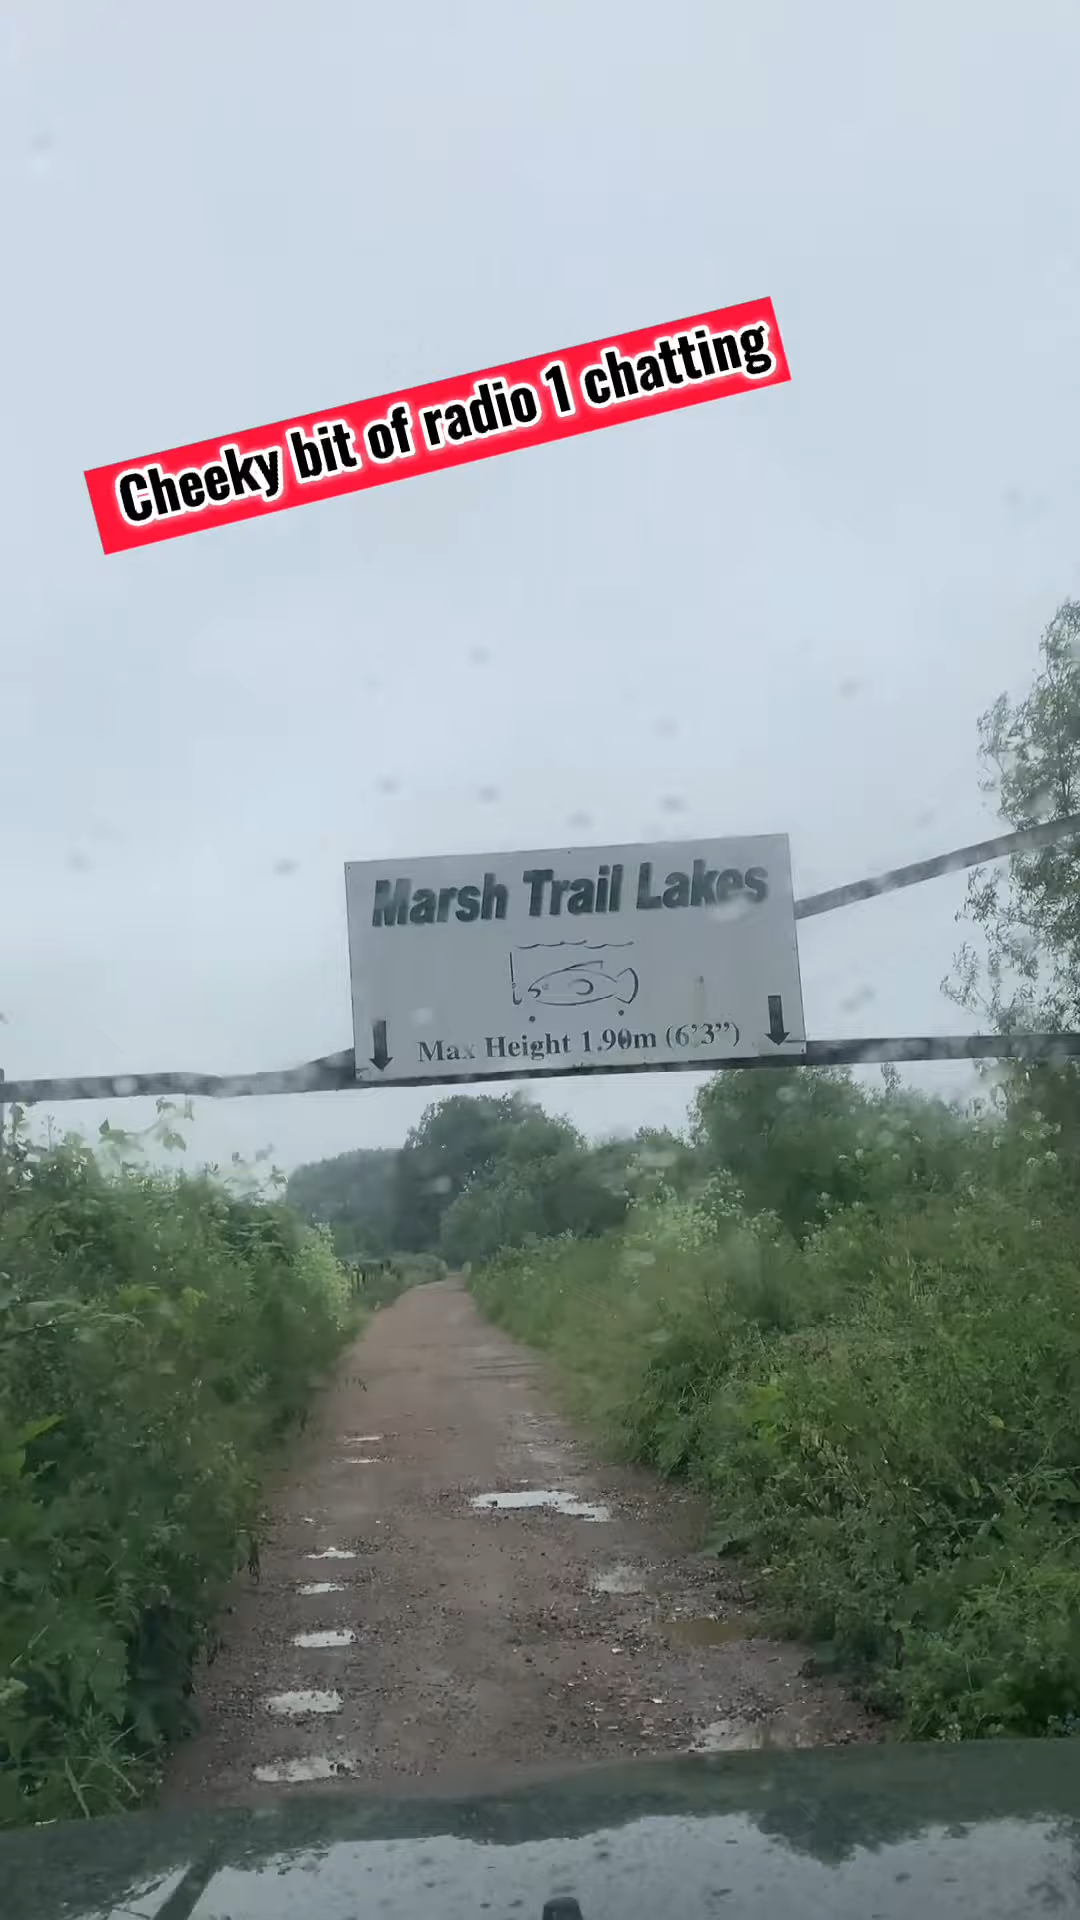 Cheeky bit of radio 1 chatting
Marsh Trail Lakes
Max Height 1.90m (6’3”)